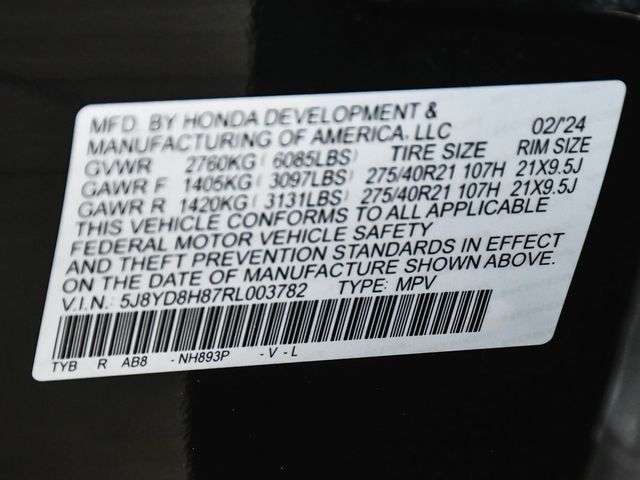 MFD. BY HONDA DEVELOPMENT &
MANUFACTURING OF AMERICA, LLC 02/'24
GVWR 2760KG ( 6085LBS) TIRE SIZE RIM SIZE
GAWR F 1405KG ( 3097LBS) 275/40R21 107H 21X9.5J
GAWR R 1420KG ( 3131LBS) 275/40R21 107H 21X9.5J
THIS VEHICLE CONFORMS TO ALL APPLICABLE
FEDERAL MOTOR VEHICLE SAFETY
AND THEFT PREVENTION STANDARDS IN EFFECT
ON THE DATE OF MANUFACTURE SHOWN ABOVE.
V.I.N.: 5J8YD8H87RL003782 TYPE: MPV
TYB R AB8 - NH893P - V - L